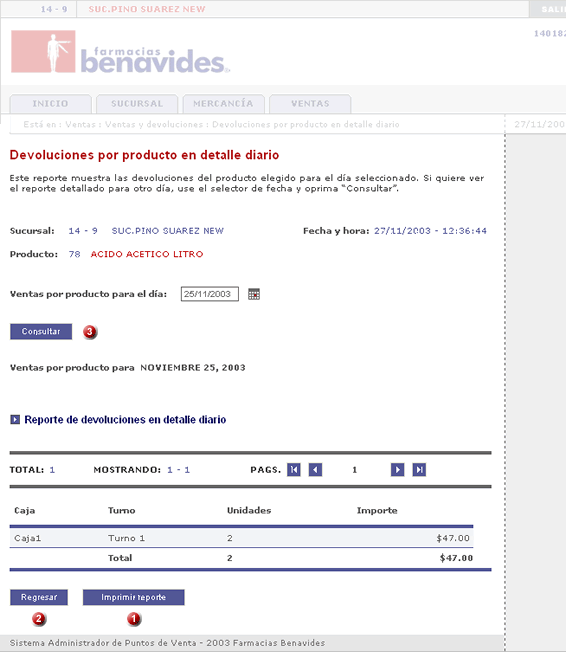 14 - 9 SUC.PINO SUAREZ NEW
farmacias
benavides
INICIO SUCURSAL MERCANCÍA VENTAS
Está en : Ventas : Ventas y devoluciones : Devoluciones por producto en detalle diario
Devoluciones por producto en detalle diario
Este reporte muestra las devoluciones del producto elegido para el día seleccionado. Si quiere ver
el reporte detallado para otro día, use el selector de fecha y oprima “Consultar”.
Sucursal: 14 - 9 SUC.PINO SUAREZ NEW Fecha y hora: 27/11/2003 - 12:36:44
Producto: 78 ACIDO ACETICO LITRO
Ventas por producto para el día: 25/11/2003
Consultar 3
Ventas por producto para NOVIEMBRE 25, 2003
Reporte de devoluciones en detalle diario
TOTAL: 1 MOSTRANDO: 1 - 1 PAGS. 1
Caja Turno Unidades Importe
Caja1 Turno 1 2 $47.00
Total 2 $47.00
Regresar Imprimir reporte
2 1
Sistema Administrador de Puntos de Venta - 2003 Farmacias Benavides